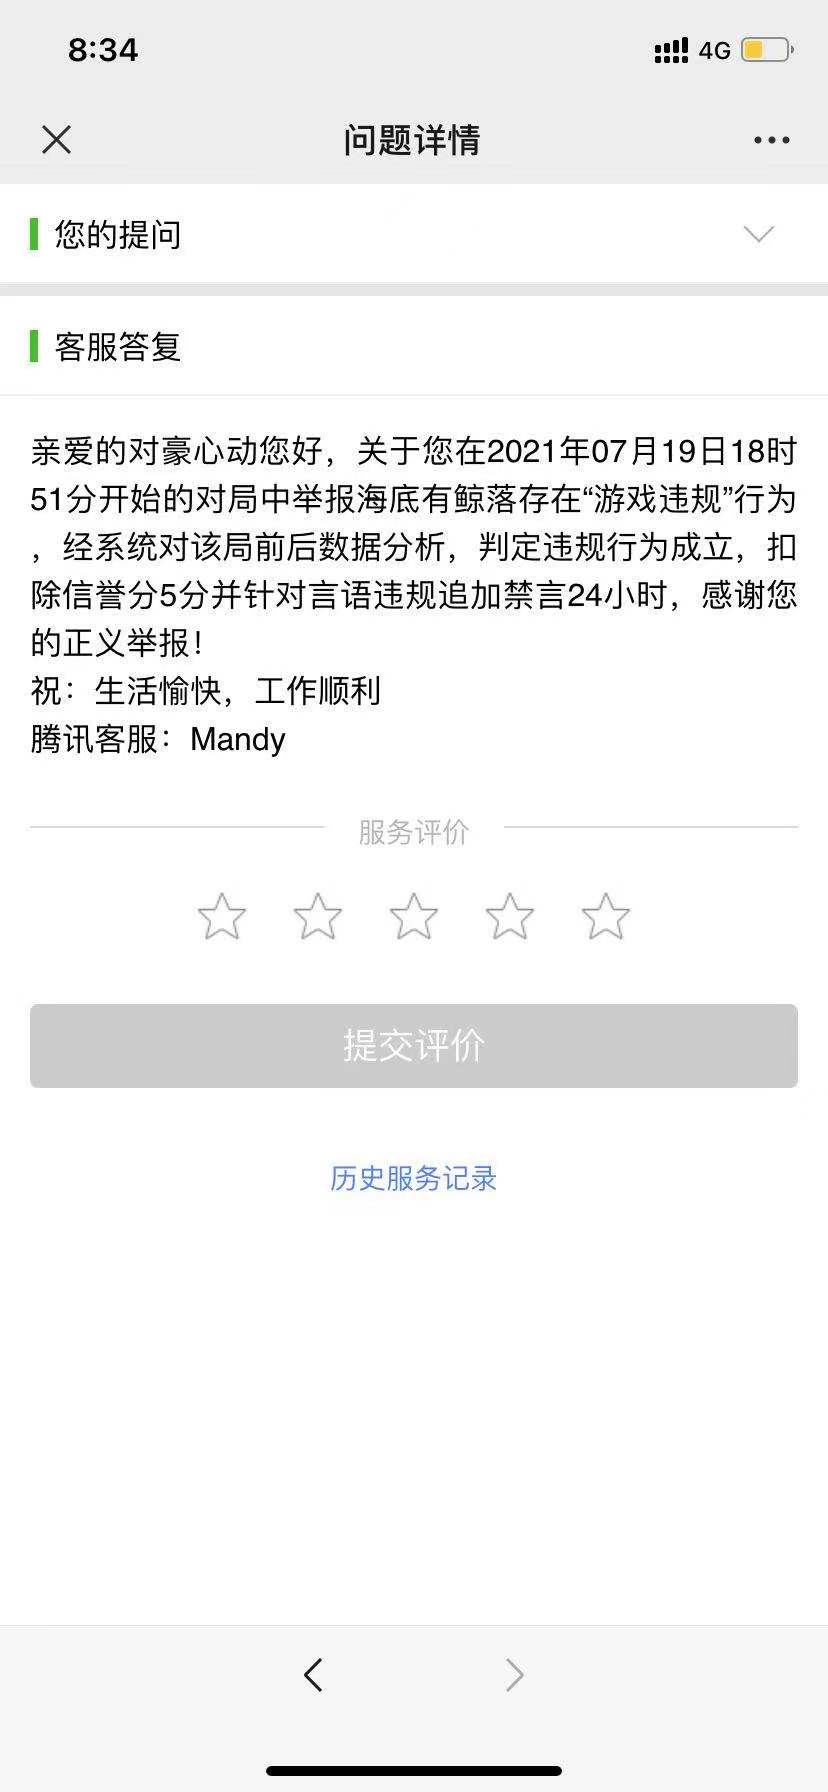 8:34
4G
问题详情
您的提问
客服答复
亲爱的对豪心动您好，关于您在2021年07月19日18时
51分开始的对局中举报海底有鲸落存在“游戏违规”行为
，经系统对该局前后数据分析，判定违规行为成立，扣
除信誉分5分并针对言语违规追加禁言24小时，感谢您
的正义举报！
祝：生活愉快，工作顺利
腾讯客服：Mandy
服务评价
提交评价
历史服务记录